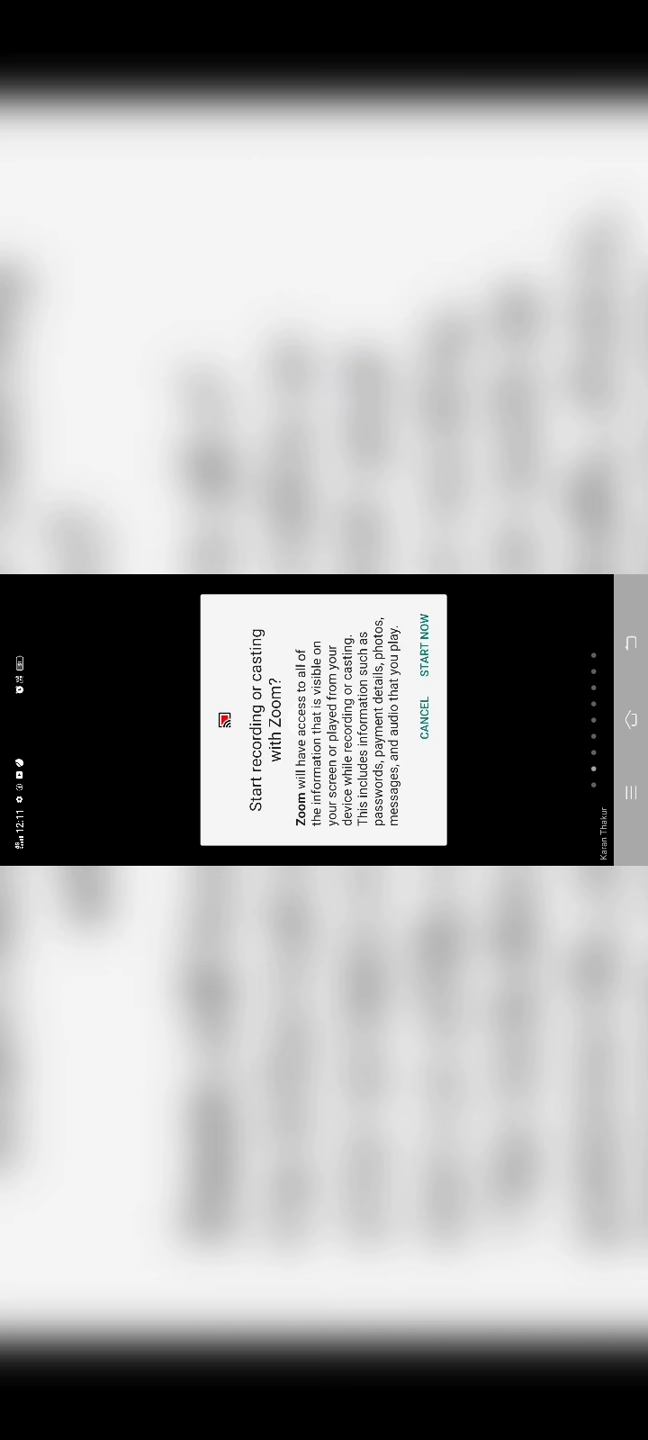 12:11
Start recording or casting
with Zoom?
Zoom will have access to all of
the information that is visible on
your screen or played from your
device while recording or casting.
This includes information such as
passwords, payment details, photos,
messages, and audio that you play.
CANCEL START NOW
Karan Thakur